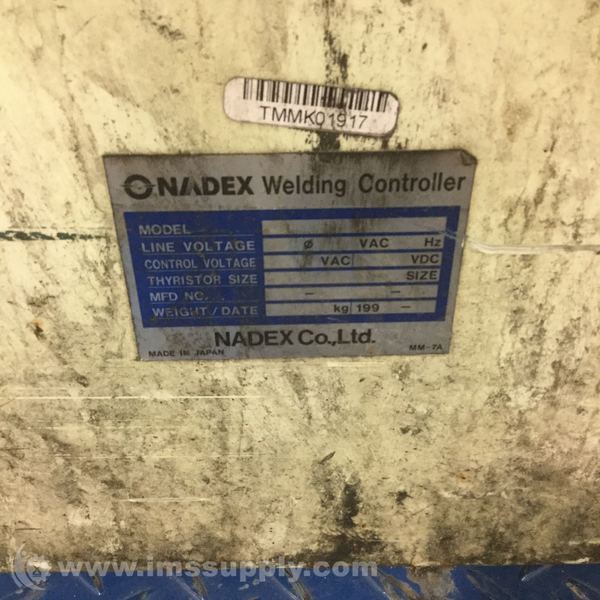 TMMK01917
NADEX Welding Controller
MODEL
LINE VOLTAGE ø VAC Hz
CONTROL VOLTAGE VAC VDC
THYRISTOR SIZE SIZE
MFD NO. – –
WEIGHT / DATE kg 199 –
NADEX Co.,Ltd.
MADE IN JAPAN MM-7A
© www.imssupply.com